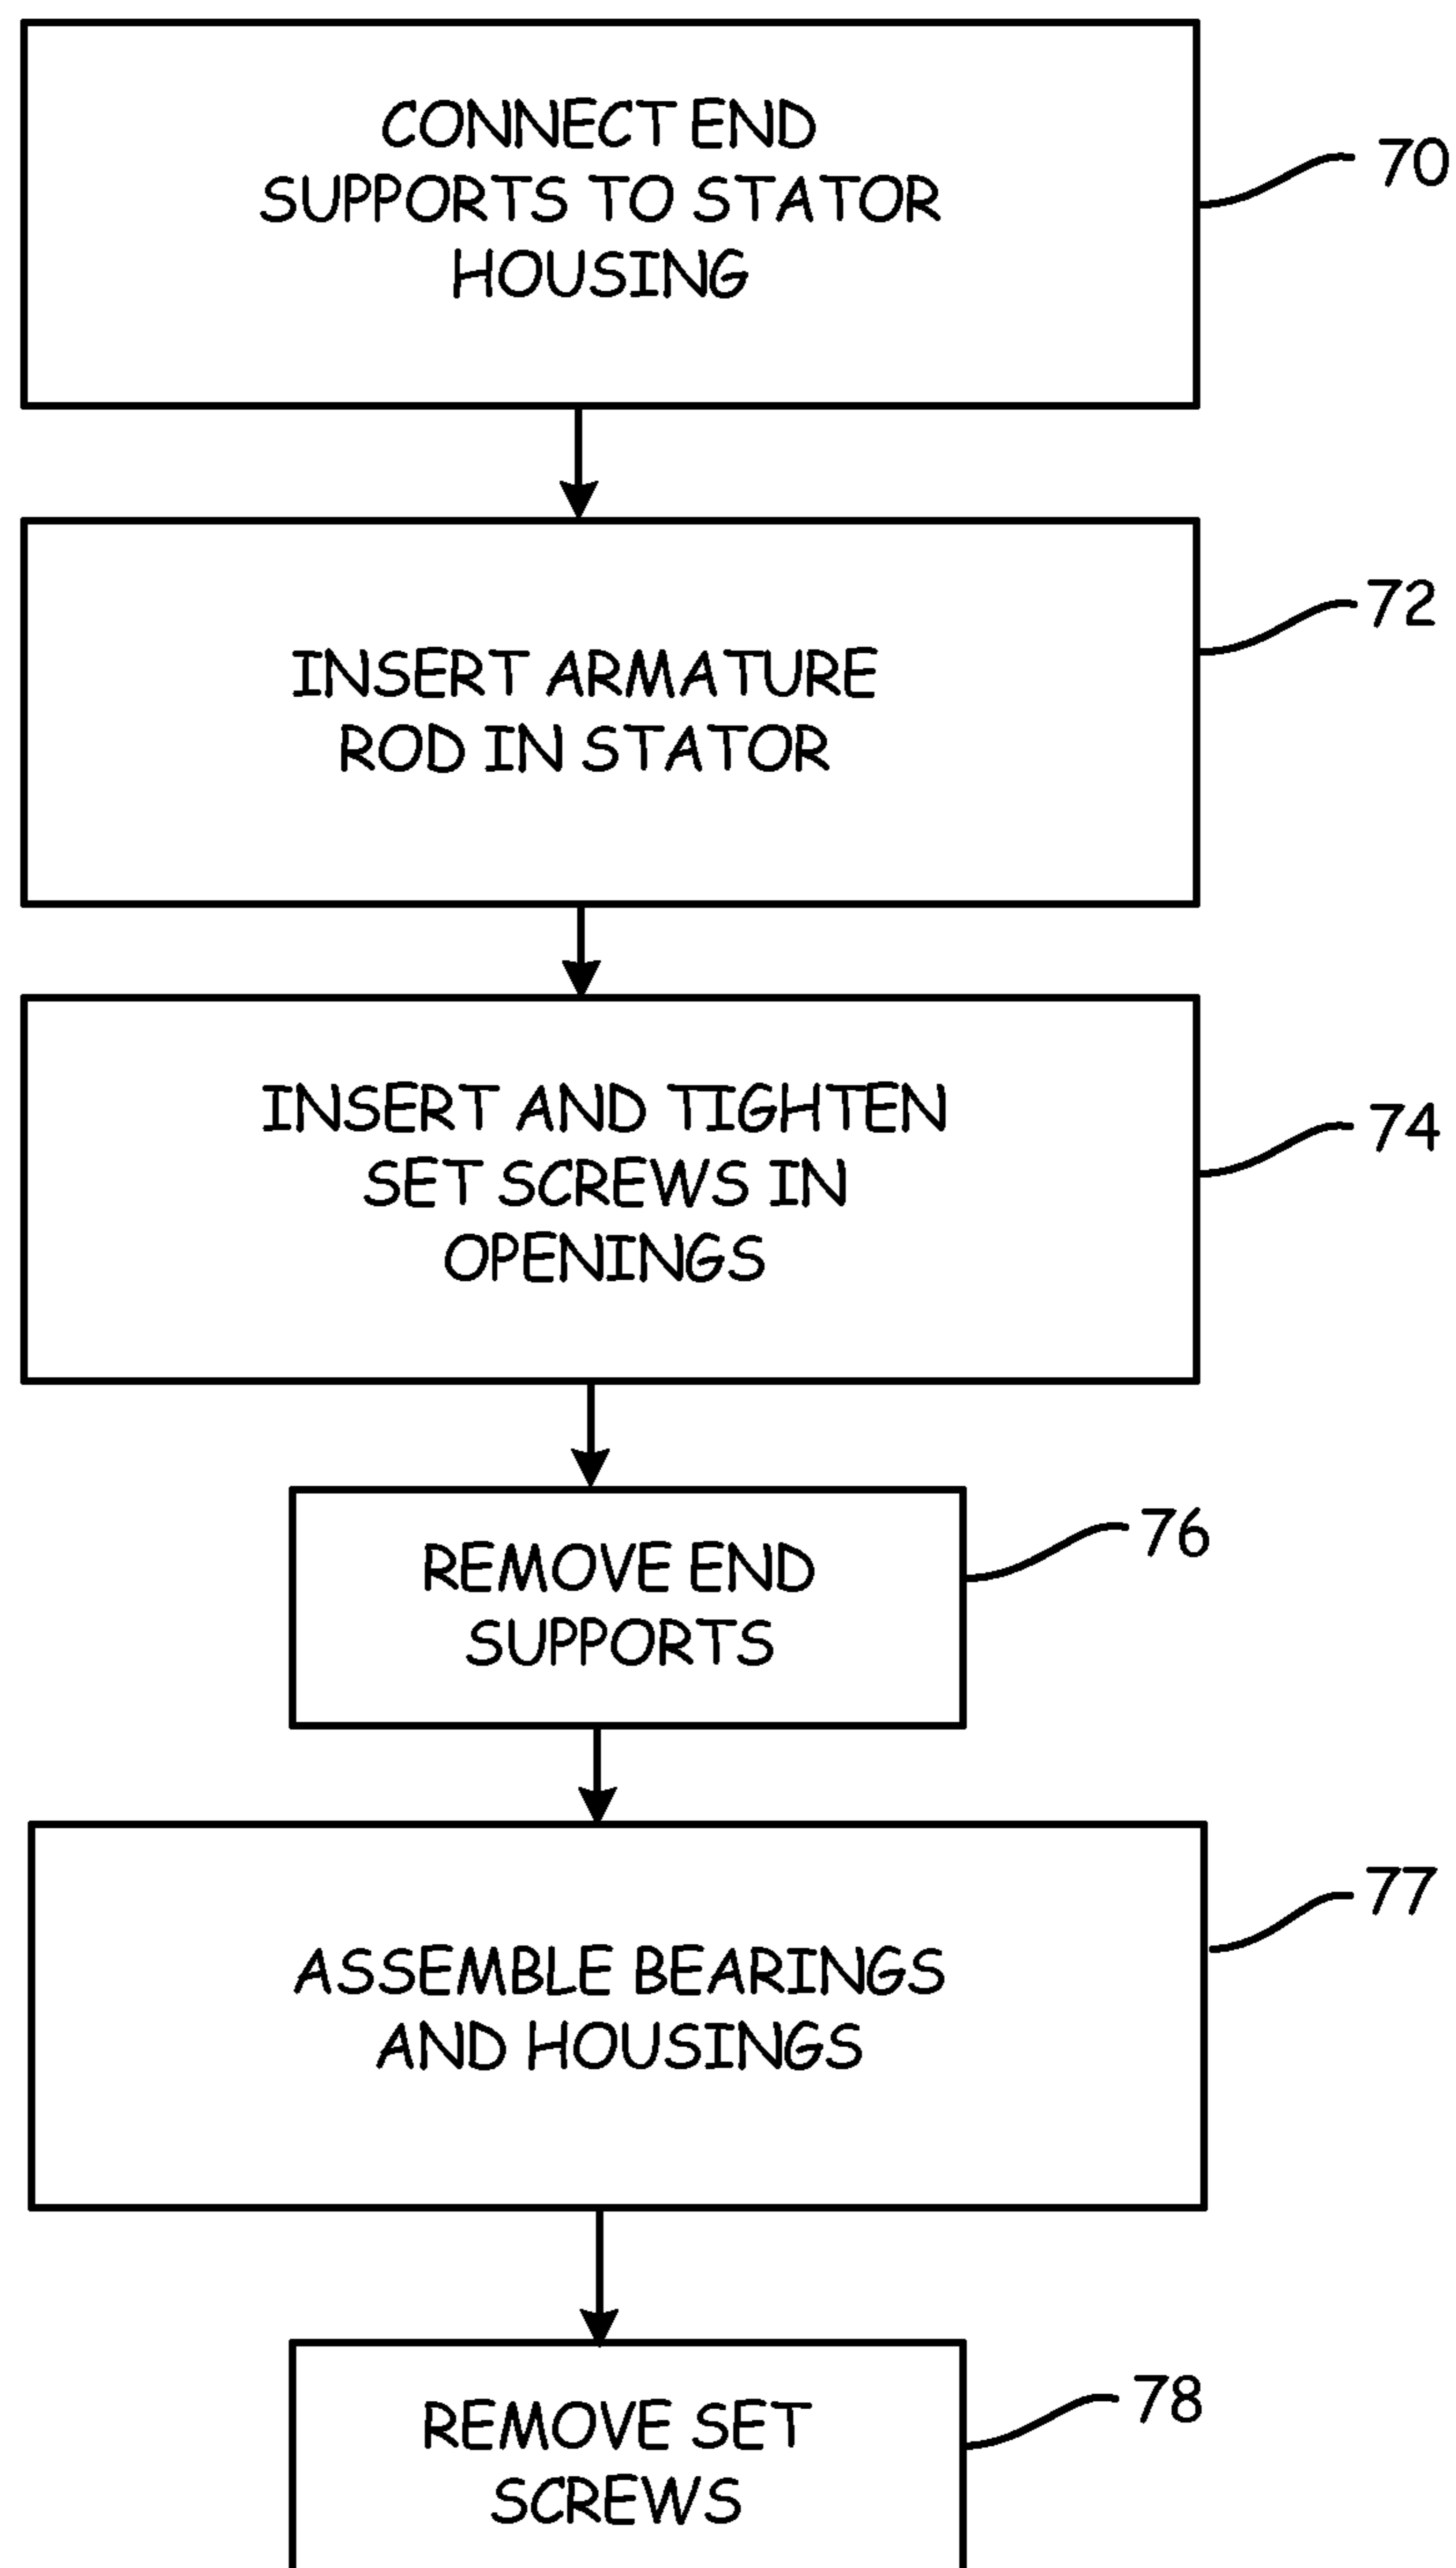 CONNECT END
SUPPORTS TO STATOR
HOUSING
70
INSERT ARMATURE
ROD IN STATOR
72
INSERT AND TIGHTEN
SET SCREWS IN
OPENINGS
74
REMOVE END
SUPPORTS
76
ASSEMBLE BEARINGS
AND HOUSINGS
77
REMOVE SET
SCREWS
78